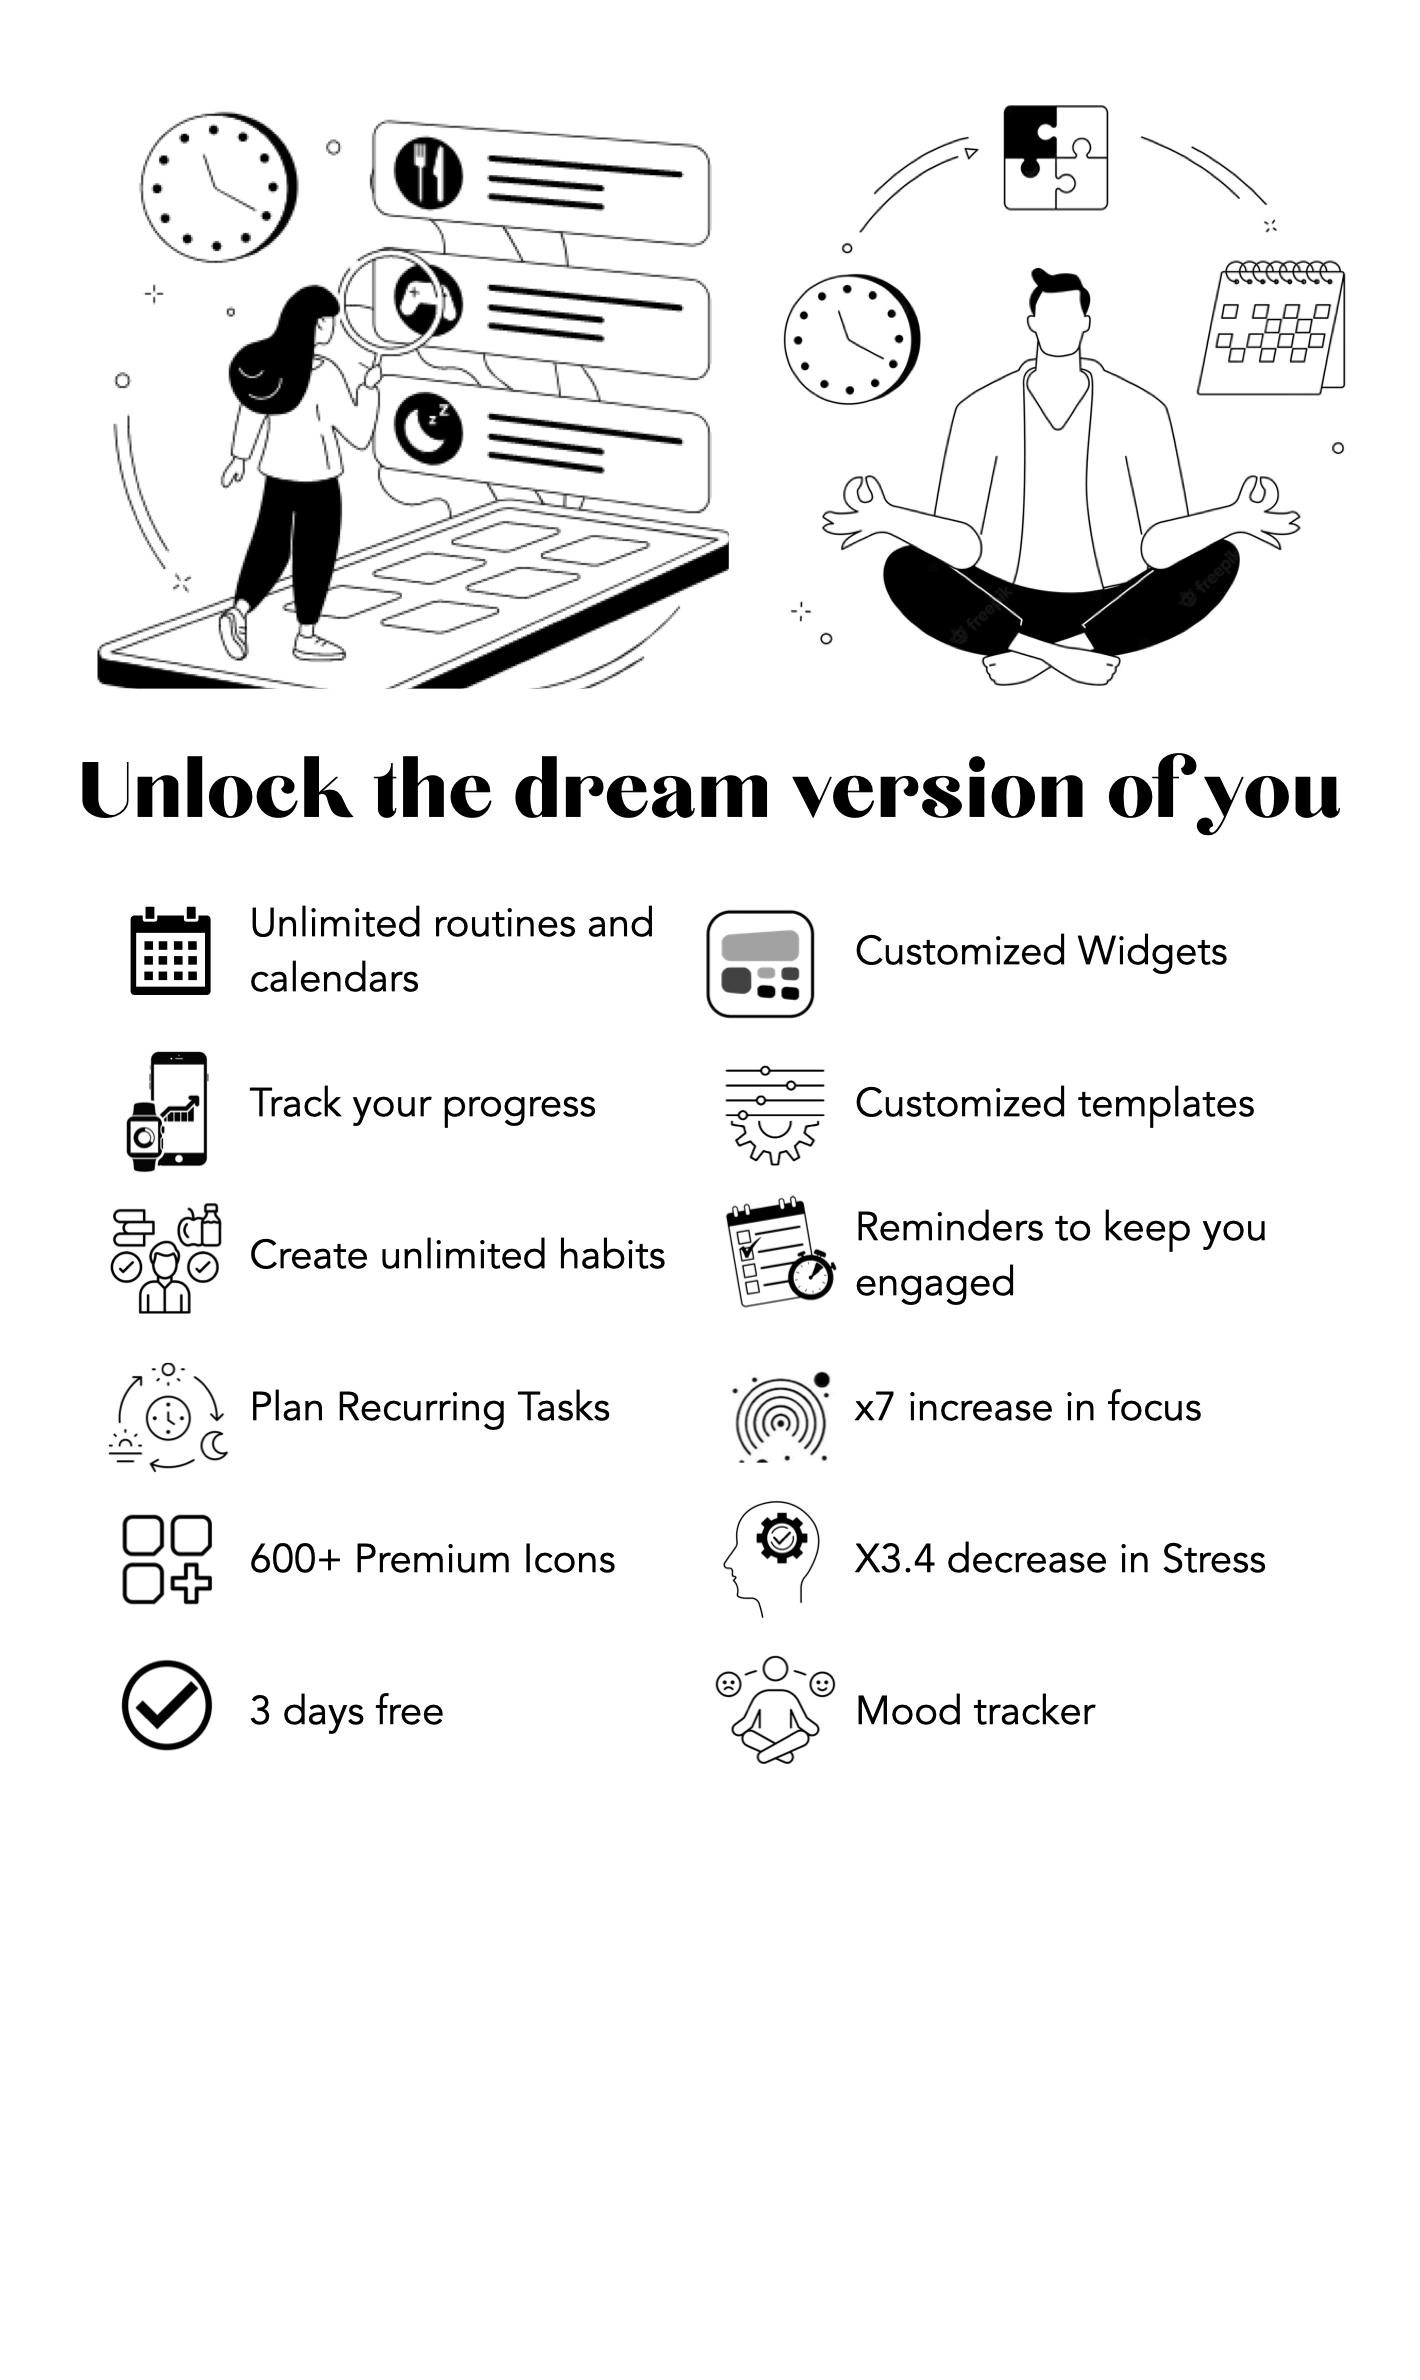 z
z
freepik
freepik
Unlock the dream version of you
Unlimited routines and
calendars
Customized Widgets
Track your progress
Customized templates
Create unlimited habits
Reminders to keep you
engaged
Plan Recurring Tasks
x7 increase in focus
600+ Premium Icons
X3.4 decrease in Stress
3 days free
Mood tracker